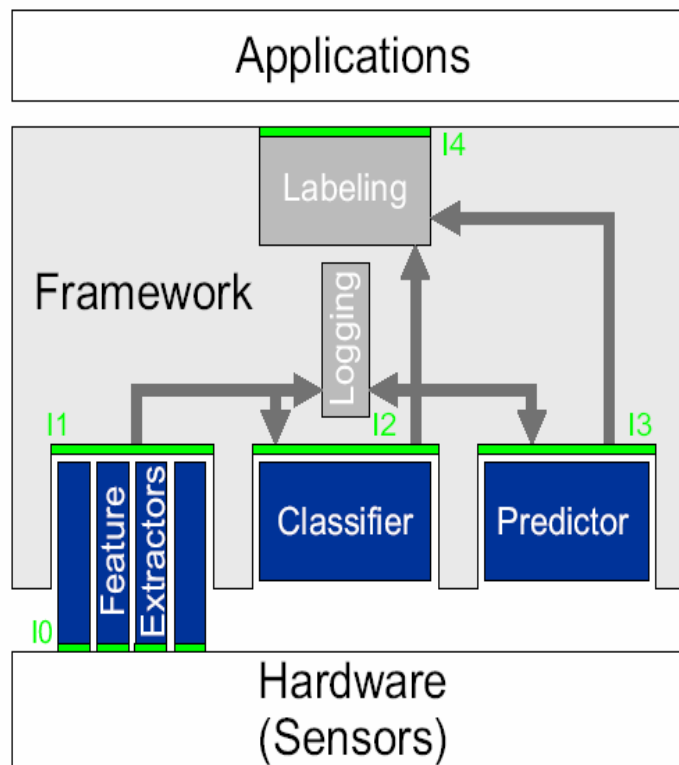 Applications
I4
Labeling
Framework
Logging
I1
I2
I3
Feature
Extractors
Classifier
Predictor
I0
Hardware
(Sensors)